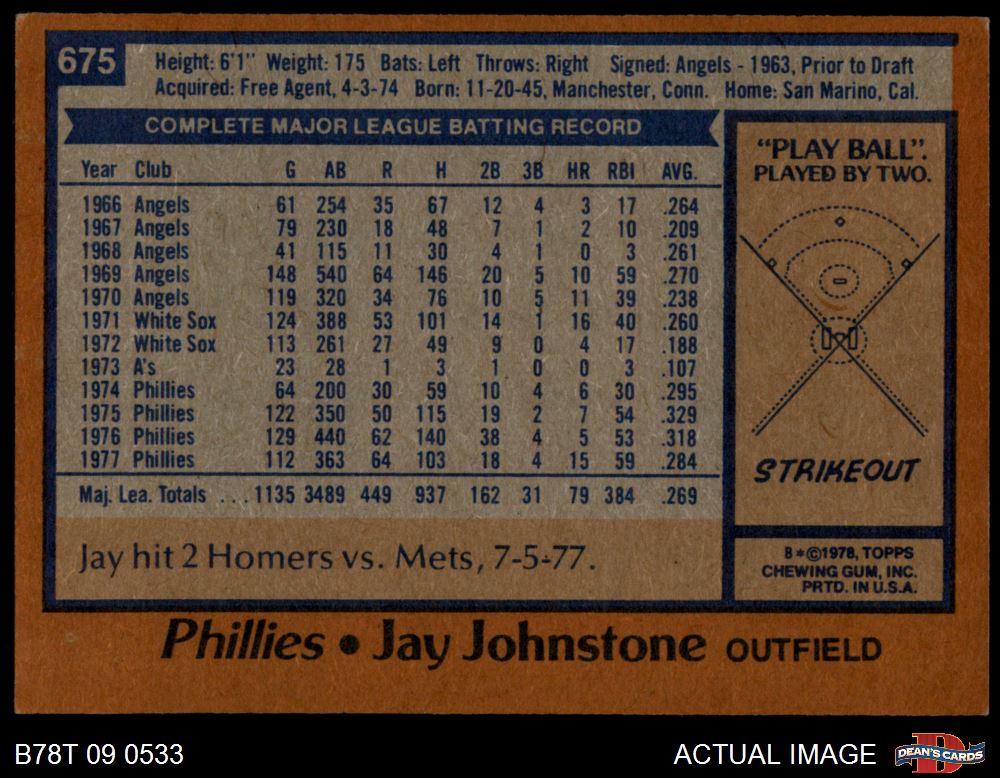 675
Height: 6'1" Weight: 175 Bats: Left Throws: Right Signed: Angels - 1963, Prior to Draft
Acquired: Free Agent, 4-3-74 Born: 11-20-45, Manchester, Conn. Home: San Marino, Cal.
COMPLETE MAJOR LEAGUE BATTING RECORD
Year Club G AB R H 2B 3B HR RBI AVG.
1966 Angels 61 254 35 67 12 4 3 17 .264
1967 Angels 79 230 18 48 7 1 2 10 .209
1968 Angels 41 115 11 30 4 1 0 3 .261
1969 Angels 148 540 64 146 20 5 10 59 .270
1970 Angels 119 320 34 76 10 5 11 39 .238
1971 White Sox 124 388 53 101 14 1 16 40 .260
1972 White Sox 113 261 27 49 9 0 4 17 .188
1973 A's 23 28 1 3 1 0 0 3 .107
1974 Phillies 64 200 30 59 10 4 6 30 .295
1975 Phillies 122 350 50 115 19 2 7 54 .329
1976 Phillies 129 440 62 140 38 4 5 53 .318
1977 Phillies 112 363 64 103 18 4 15 59 .284
Maj. Lea. Totals ... 1135 3489 449 937 162 31 79 384 .269
Jay hit 2 Homers vs. Mets, 7-5-77.
"PLAY BALL".
PLAYED BY TWO.
STRIKEOUT
B*©1978, TOPPS
CHEWING GUM, INC.
PRTD. IN U.S.A.
Phillies • Jay Johnstone OUTFIELD
B78T 09 0533
ACTUAL IMAGE
DEAN'S CARDS